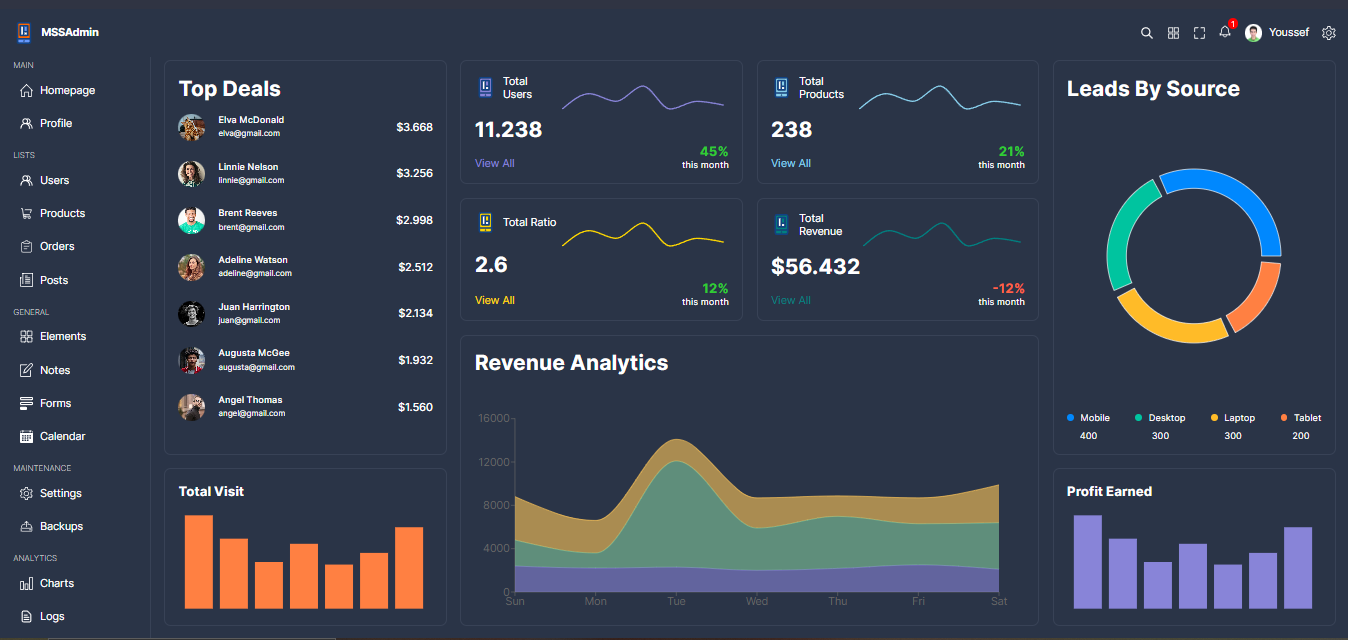 MSSAdmin
1
Youssef
MAIN
Homepage
Profile
LISTS
Users
Products
Orders
Posts
GENERAL
Elements
Notes
Forms
Calendar
MAINTENANCE
Settings
Backups
ANALYTICS
Charts
Logs
Top Deals
Elva McDonald
elva@gmail.com
$3.668
Linnie Nelson
linnie@gmail.com
$3.256
Brent Reeves
brent@gmail.com
$2.998
Adeline Watson
adeline@gmail.com
$2.512
Juan Harrington
juan@gmail.com
$2.134
Augusta McGee
augusta@gmail.com
$1.932
Angel Thomas
angel@gmail.com
$1.560
Total Visit
Total
Users
11.238
View All
45%
this month
Total
Products
238
View All
21%
this month
Total Ratio
2.6
View All
12%
this month
Total
Revenue
$56.432
View All
-12%
this month
Revenue Analytics
16000
12000
8000
4000
0
Sun Mon Tue Wed Thu Fri Sat
Leads By Source
Mobile Desktop Laptop Tablet
400 300 300 200
Profit Earned